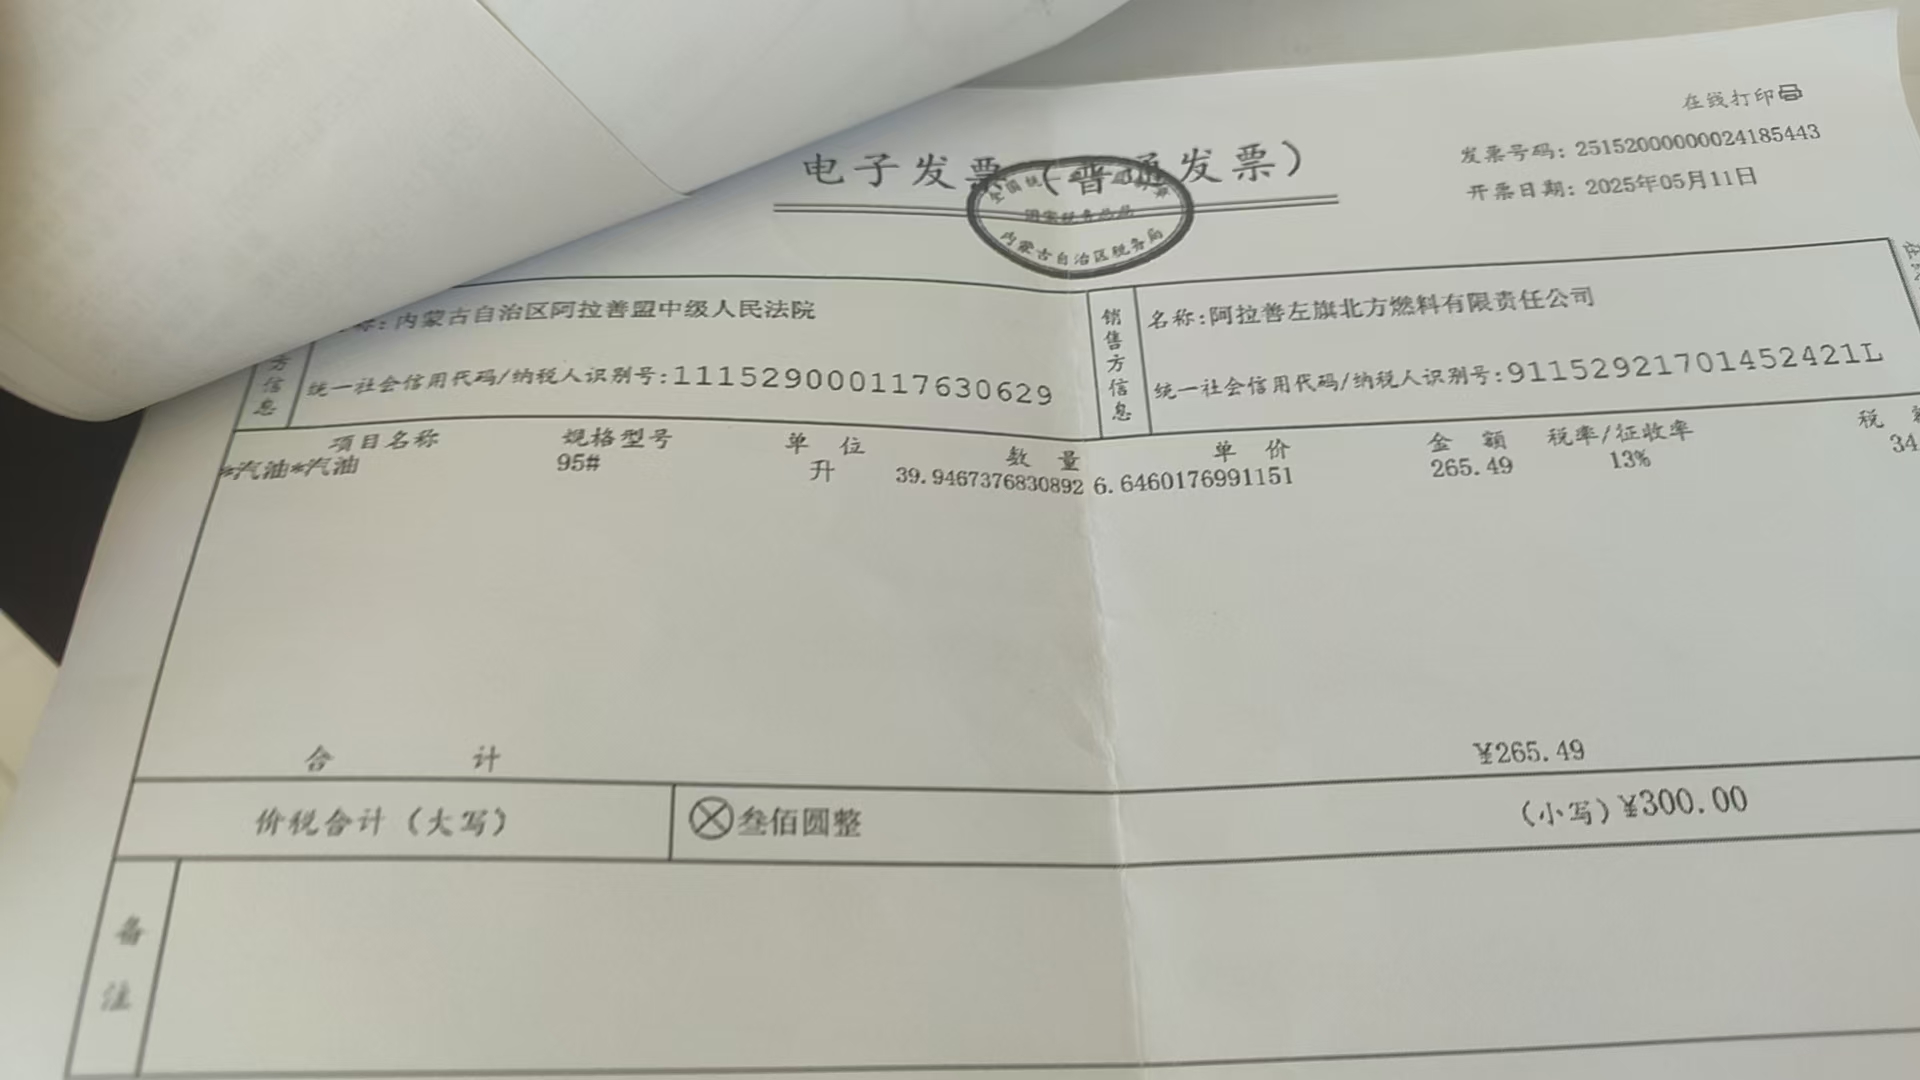 在线打印
电子发票（普通发票）
发票号码：25152000000024185443
开票日期：2025年05月11日
内蒙古自治区税务局
方信息
称：内蒙古自治区阿拉善盟中级人民法院
统一社会信用代码/纳税人识别号：111529000117630629
销售方信息
名称：阿拉善左旗北方燃料有限责任公司
统一社会信用代码/纳税人识别号：91152921701452421L
项目名称 规格型号 单 位 数 量 单 价 金 额 税率/征收率 税
*汽油*汽油 95# 升 39.9467376830892 6.6460176991151 265.49 13% 34
合 计 ¥265.49
价税合计（大写） 叁佰圆整 （小写）¥300.00
备注